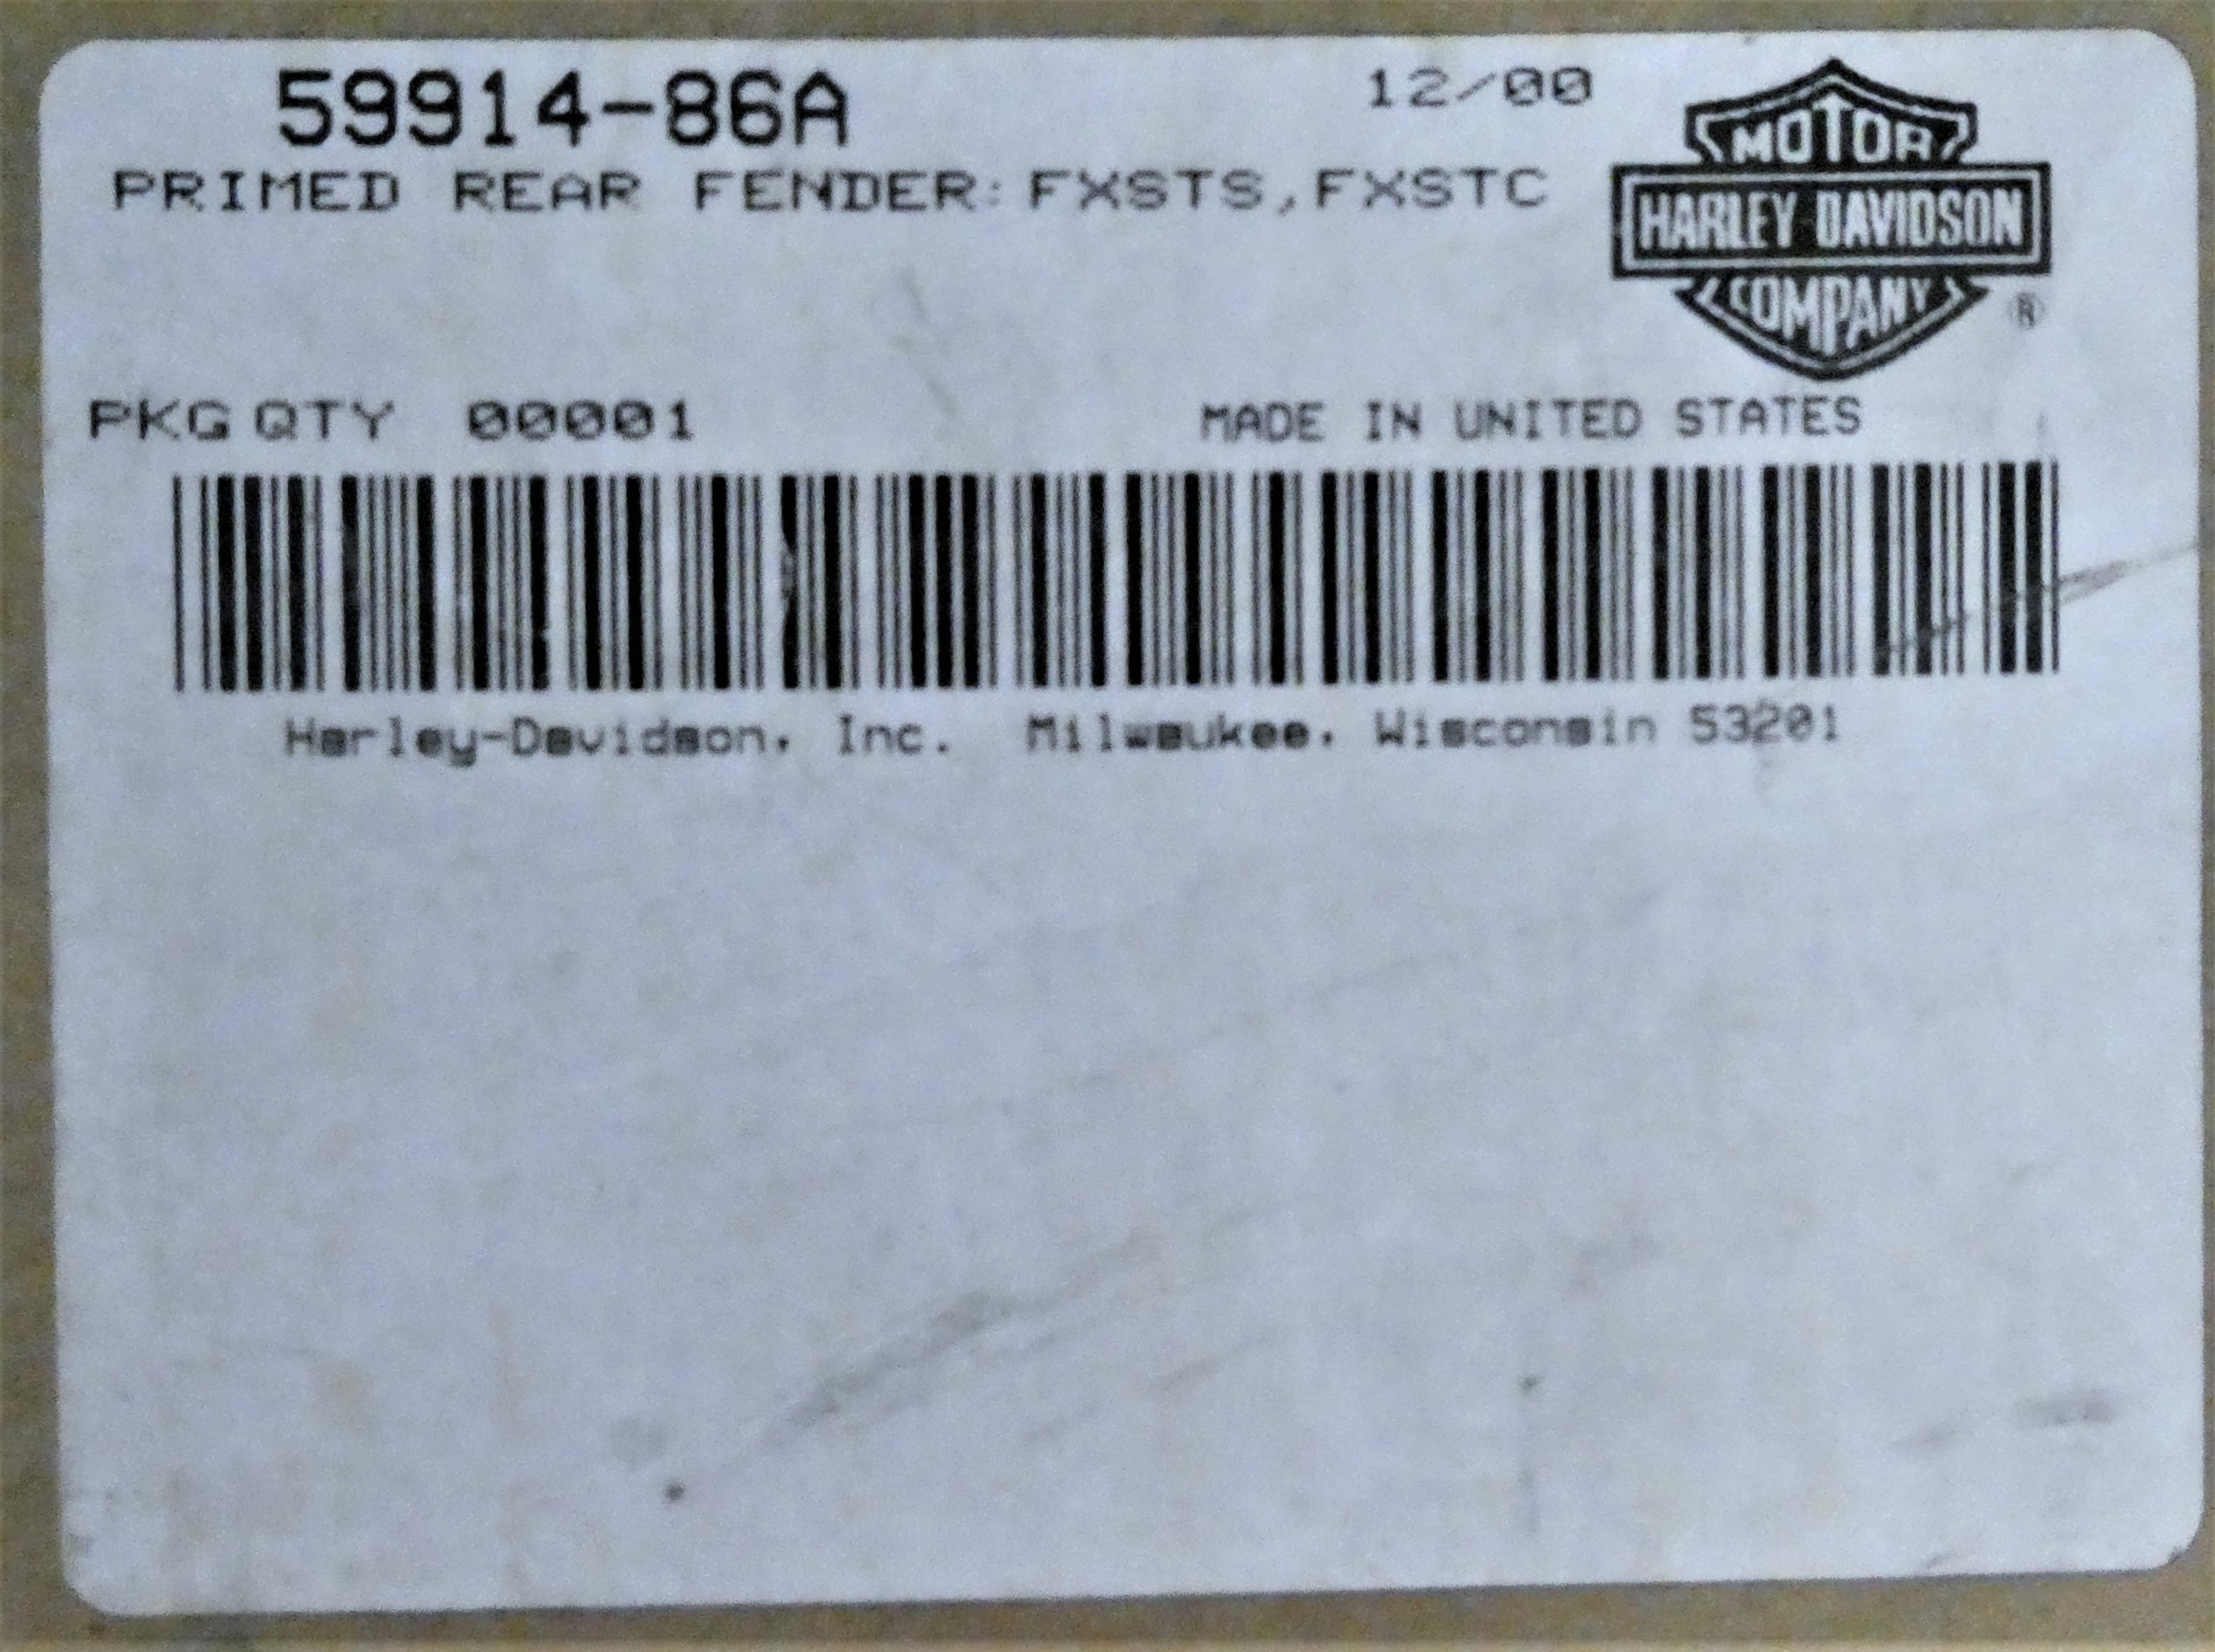 59914-86A
12/00
PRIMED REAR FENDER: FXSTS,FXSTC
MOTOR
HARLEY-DAVIDSON
COMPANY
®
PKG QTY 00001
MADE IN UNITED STATES
Harley-Davidson, Inc. Milwaukee, Wisconsin 53201